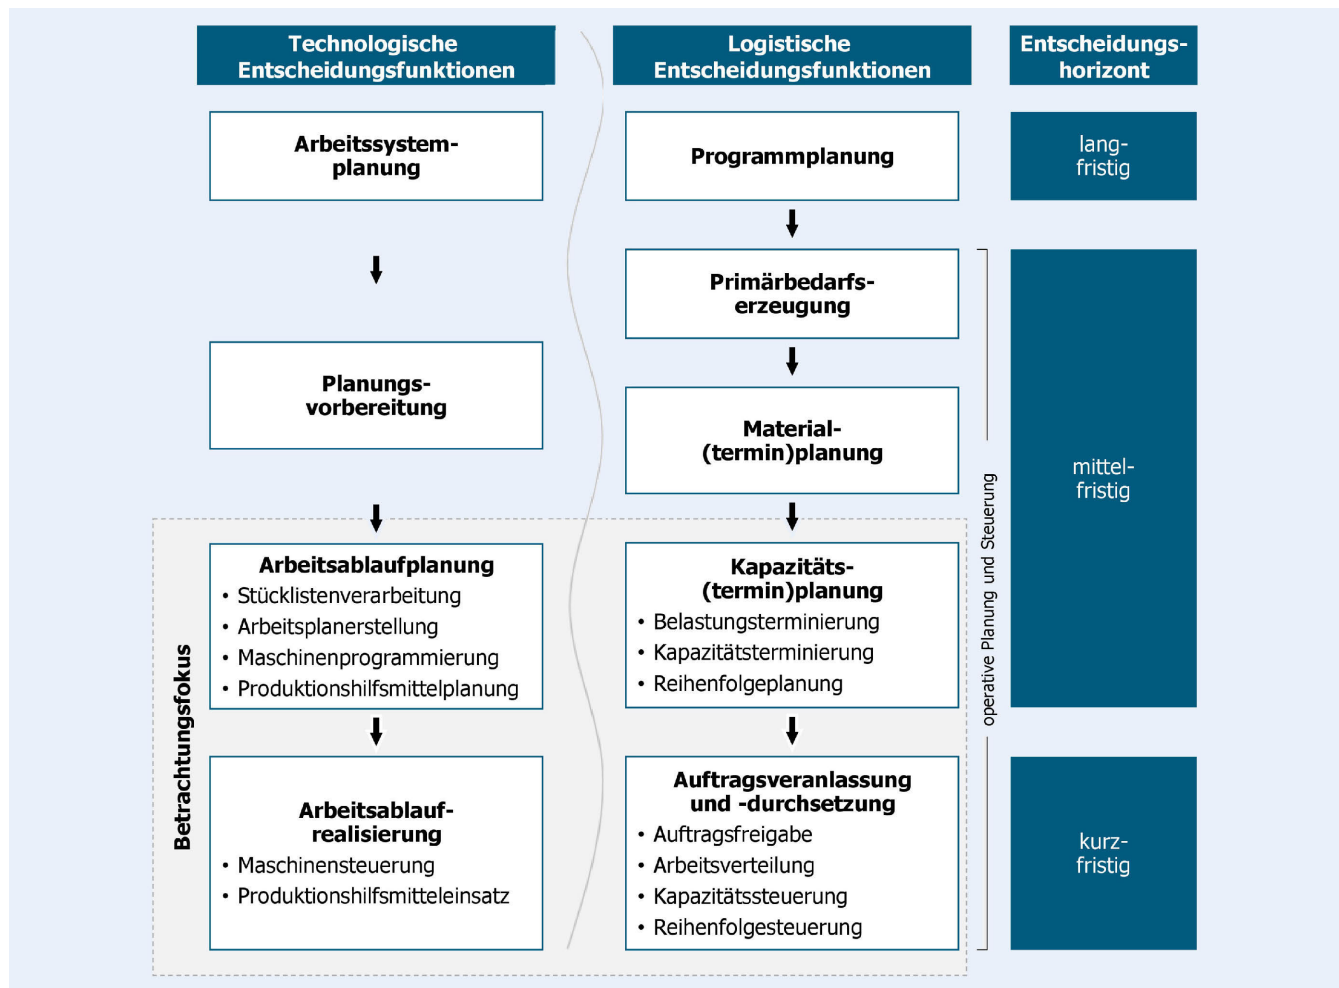 Technologische
Entscheidungsfunktionen
Logistische
Entscheidungsfunktionen
Entscheidungs-
horizont
Arbeitssystem-
planung
Programmplanung
lang-
fristig
Primärbedarfs-
erzeugung
Planungs-
vorbereitung
Material-
(termin)planung
mittel-
fristig
operative Planung und Steuerung
Betrachtungsfokus
Arbeitsablaufplanung
• Stücklistenverarbeitung
• Arbeitsplanerstellung
• Maschinenprogrammierung
• Produktionshilfsmittelplanung
Kapazitäts-
(termin)planung
• Belastungsterminierung
• Kapazitätsterminierung
• Reihenfolgeplanung
Arbeitsablauf-
realisierung
• Maschinensteuerung
• Produktionshilfsmitteleinsatz
Auftragsveranlassung
und -durchsetzung
• Auftragsfreigabe
• Arbeitsverteilung
• Kapazitätssteuerung
• Reihenfolgesteuerung
kurz-
fristig